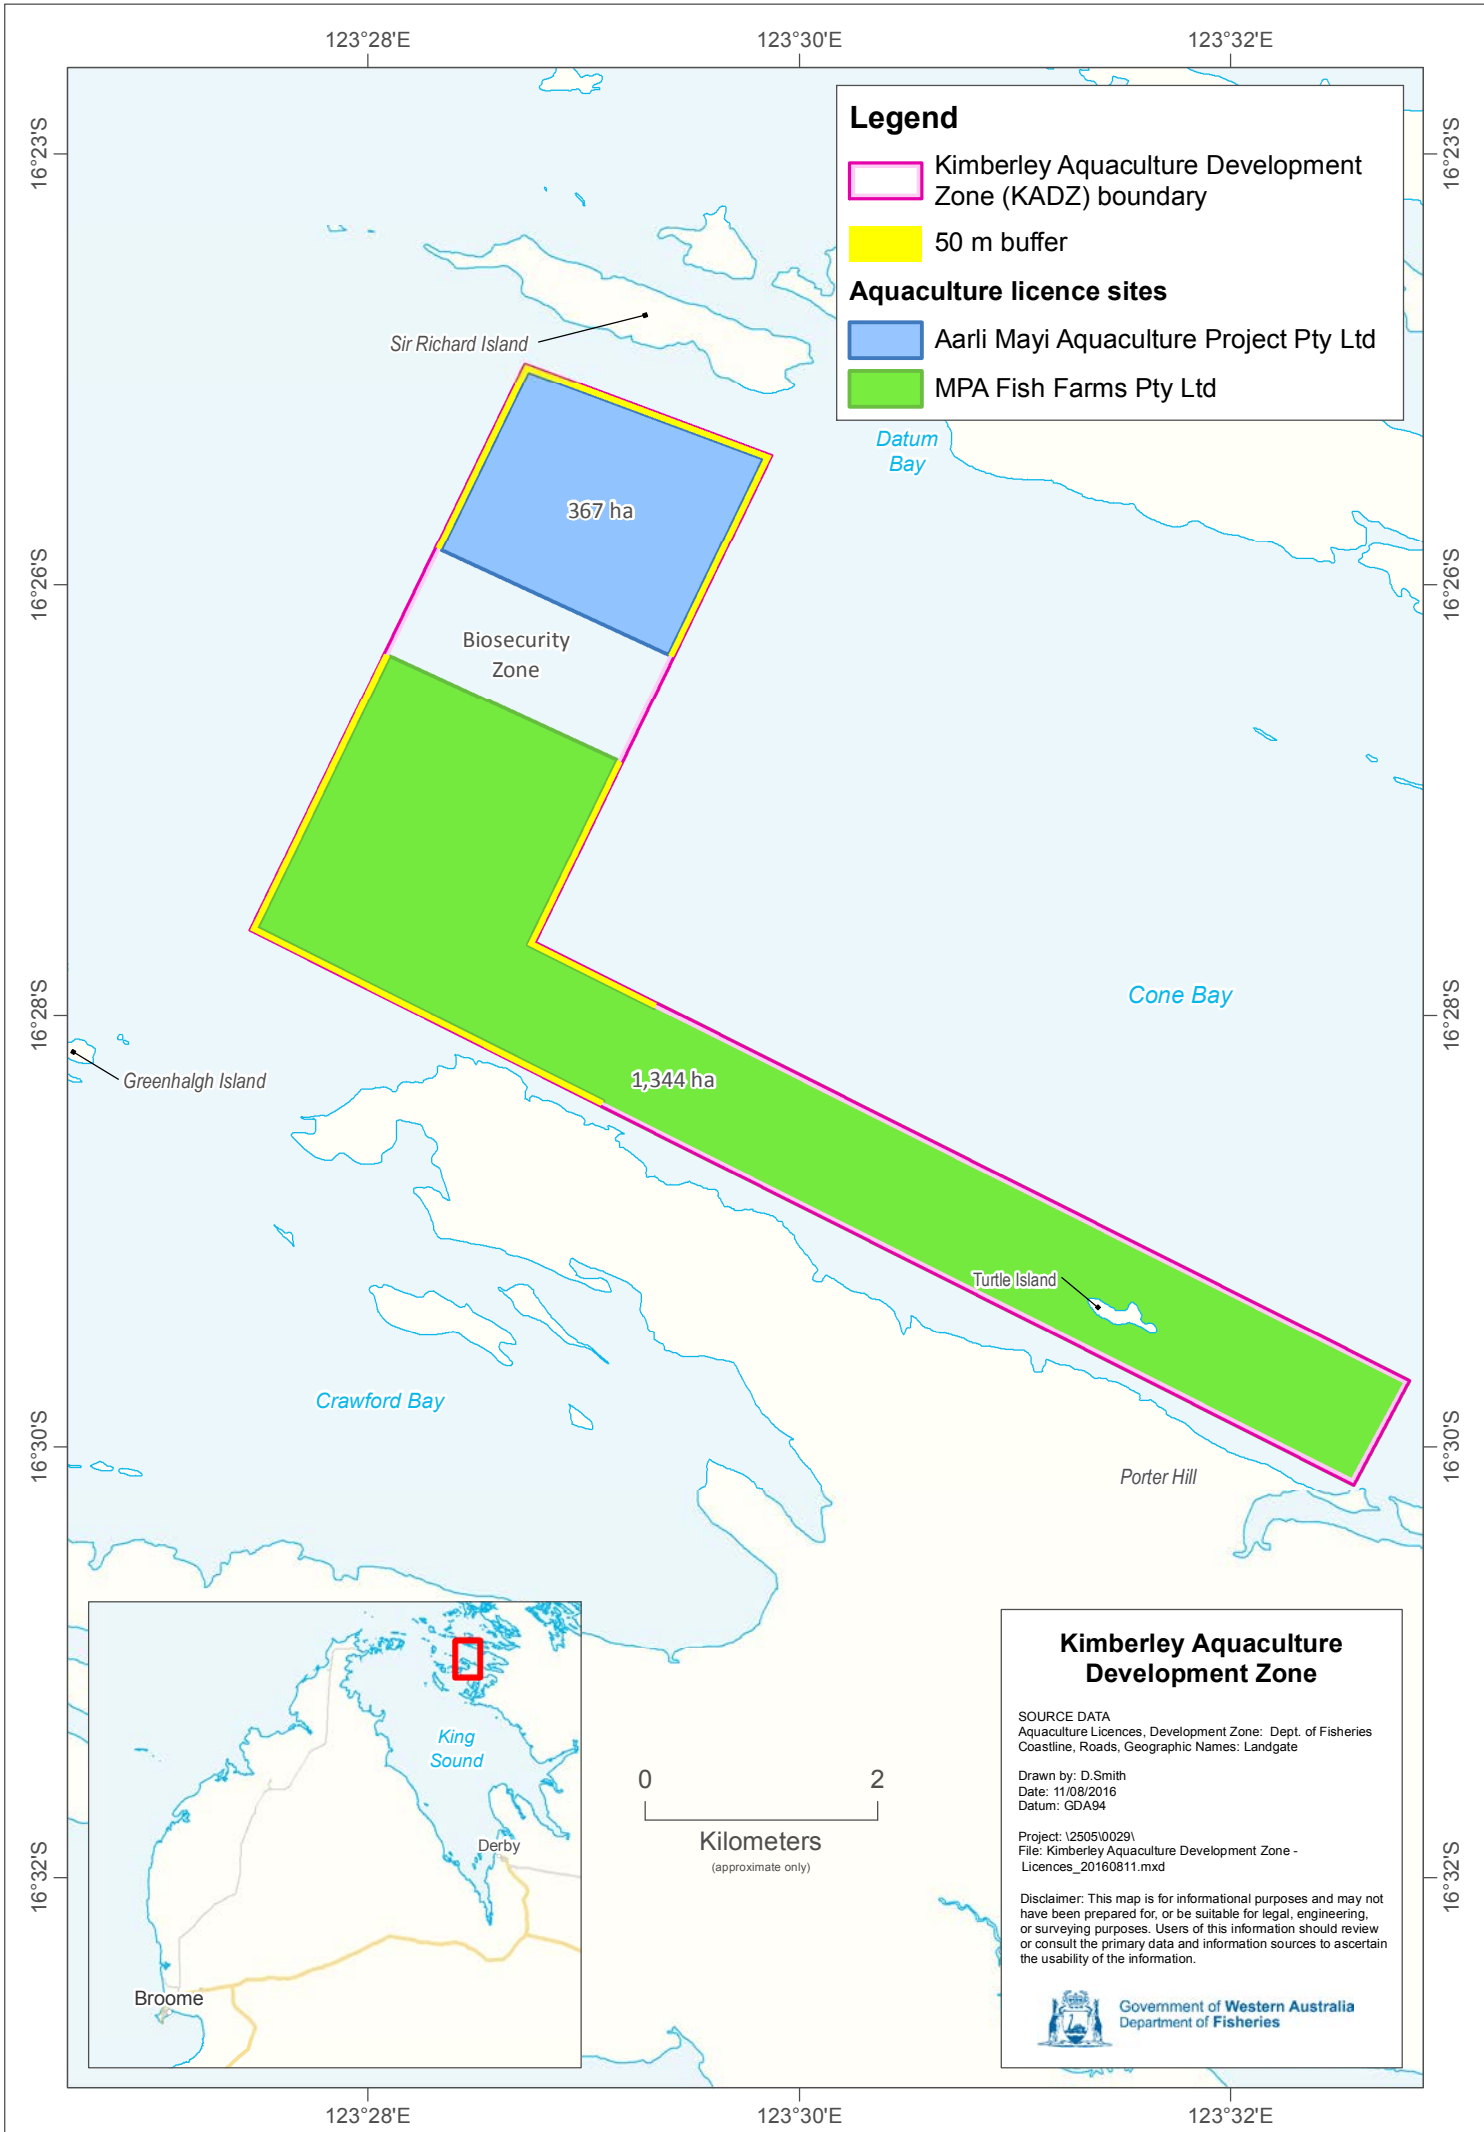 123°28'E
123°30'E
123°32'E
16°23'S
16°23'S
Legend
Kimberley Aquaculture Development
Zone (KADZ) boundary
50 m buffer
Aquaculture licence sites
Aarli Mayi Aquaculture Project Pty Ltd
MPA Fish Farms Pty Ltd
Sir Richard Island
Datum
Bay
367 ha
16°26'S
16°26'S
Biosecurity
Zone
Cone Bay
16°28'S
16°28'S
Greenhalgh Island
1,344 ha
Turtle Island
Crawford Bay
16°30'S
16°30'S
Porter Hill
King
Sound
Derby
Broome
0
2
Kilometers
(approximate only)
Kimberley Aquaculture
Development Zone
SOURCE DATA
Aquaculture Licences, Development Zone: Dept. of Fisheries
Coastline, Roads, Geographic Names: Landgate
Drawn by: D.Smith
Date: 11/08/2016
Datum: GDA94
Project: \2505\0029\
File: Kimberley Aquaculture Development Zone -
Licences_20160811.mxd
Disclaimer: This map is for informational purposes and may not
have been prepared for, or be suitable for legal, engineering,
or surveying purposes. Users of this information should review
or consult the primary data and information sources to ascertain
the usability of the information.
Government of Western Australia
Department of Fisheries
16°32'S
16°32'S
123°28'E
123°30'E
123°32'E